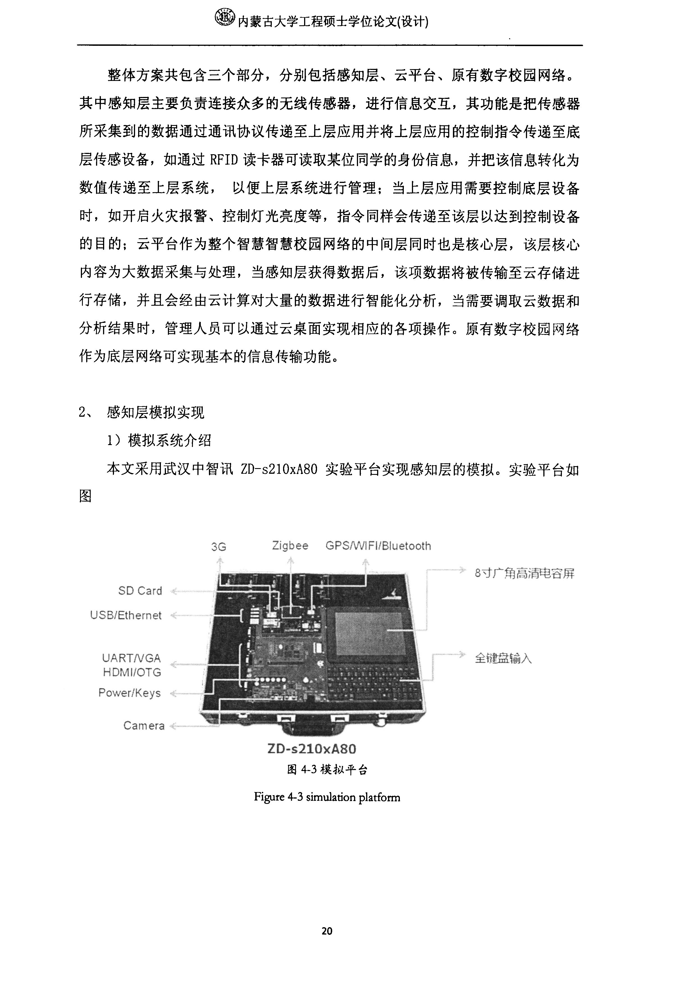 内蒙古大学工程硕士学位论文(设计)
整体方案共包含三个部分，分别包括感知层、云平台、原有数字校园网络。
其中感知层主要负责连接众多的无线传感器，进行信息交互，其功能是把传感器
所采集到的数据通过通讯协议传递至上层应用并将上层应用的控制指令传递至底
层传感设备，如通过 RFID 读卡器可读取某位同学的身份信息，并把该信息转化为
数值传递至上层系统， 以便上层系统进行管理；当上层应用需要控制底层设备
时，如开启火灾报警、控制灯光亮度等，指令同样会传递至该层以达到控制设备
的目的；云平台作为整个智慧智慧校园网络的中间层同时也是核心层，该层核心
内容为大数据采集与处理，当感知层获得数据后，该项数据将被传输至云存储进
行存储，并且会经由云计算对大量的数据进行智能化分析，当需要调取云数据和
分析结果时，管理人员可以通过云桌面实现相应的各项操作。原有数字校园网络
作为底层网络可实现基本的信息传输功能。
2、 感知层模拟实现
1）模拟系统介绍
本文采用武汉中智讯 ZD-s210xA80 实验平台实现感知层的模拟。实验平台如
图
3G
Zigbee
GPS/WIFI/Bluetooth
8寸广角高清电容屏
SD Card
USB/Ethernet
UART/VGA
HDMI/OTG
全键盘输入
Power/Keys
Camera
ZD-s210xA80
图 4-3 模拟平台
Figure 4-3 simulation platform
20